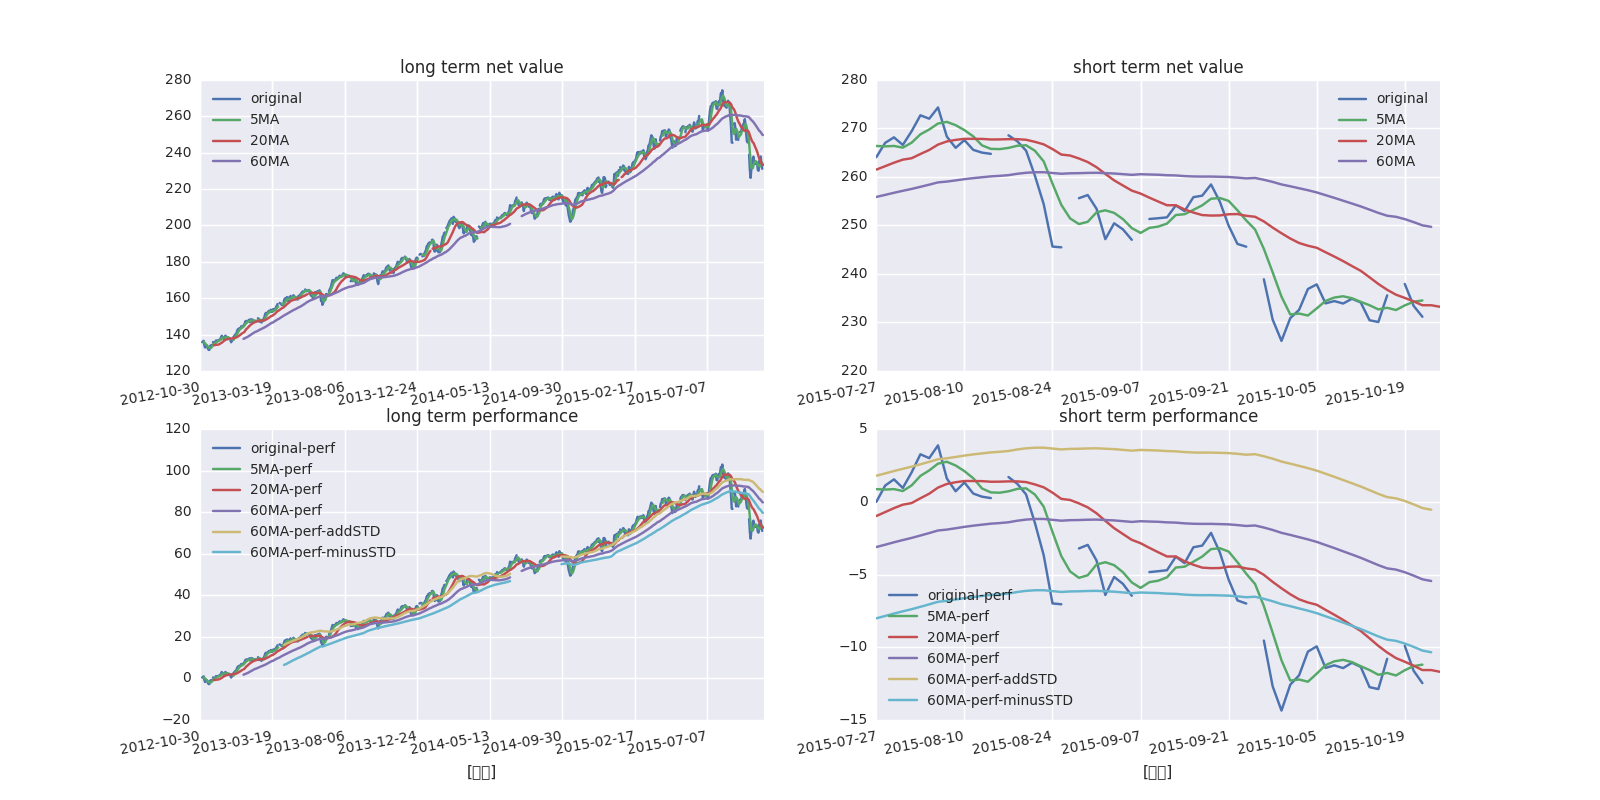 long term net value
280
260
240
220
200
180
160
140
120
original
5MA
20MA
60MA
2012-10-30
2013-03-19
2013-08-06
2013-12-24
2014-05-13
2014-09-30
2015-02-17
2015-07-07
short term net value
280
270
260
250
240
230
220
original
5MA
20MA
60MA
2015-07-27
2015-08-10
2015-08-24
2015-09-07
2015-09-21
2015-10-05
2015-10-19
long term performance
120
100
80
60
40
20
0
−20
original-perf
5MA-perf
20MA-perf
60MA-perf
60MA-perf-addSTD
60MA-perf-minusSTD
2012-10-30
2013-03-19
2013-08-06
2013-12-24
2014-05-13
2014-09-30
2015-02-17
2015-07-07
[▯▯]
short term performance
5
0
−5
−10
−15
original-perf
5MA-perf
20MA-perf
60MA-perf
60MA-perf-addSTD
60MA-perf-minusSTD
2015-07-27
2015-08-10
2015-08-24
2015-09-07
2015-09-21
2015-10-05
2015-10-19
[▯▯]